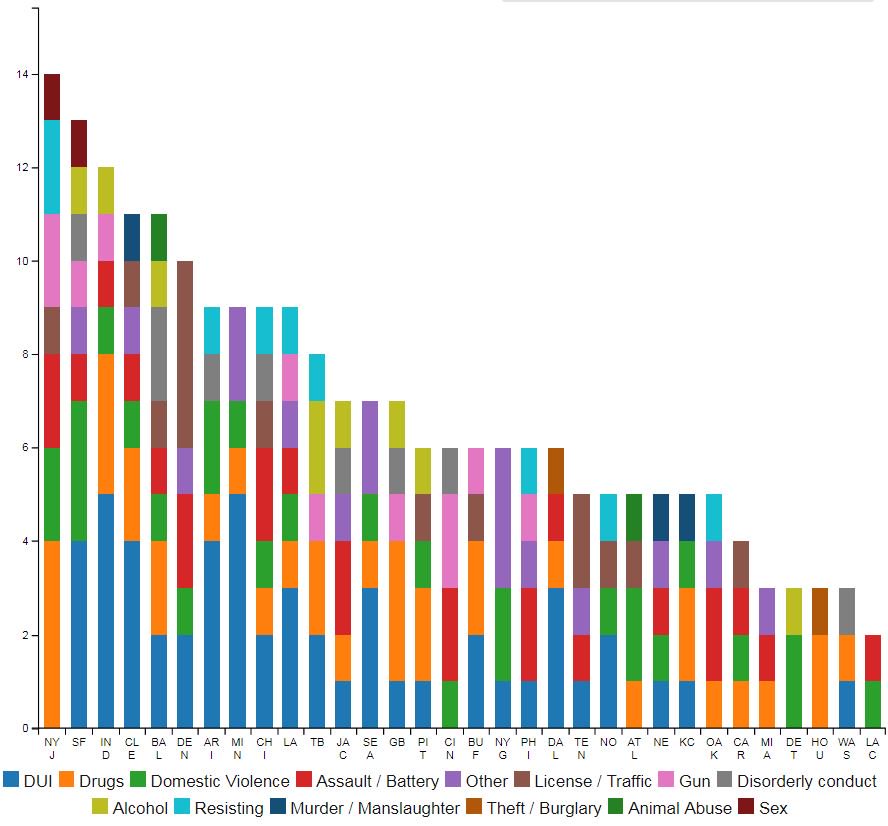 14
12
10
8
6
4
2
0
NY SF IN CL BA DE AR MI CHI LA TB JA SE GB PI CIN BU NY PHI DA TE NO AT NE KC OA CA MI DE HO WA LA
J D E L N I N C A T F G L N L K R A T U S C
DUI Drugs Domestic Violence Assault / Battery Other License / Traffic Gun Disorderly conduct
Alcohol Resisting Murder / Manslaughter Theft / Burglary Animal Abuse Sex